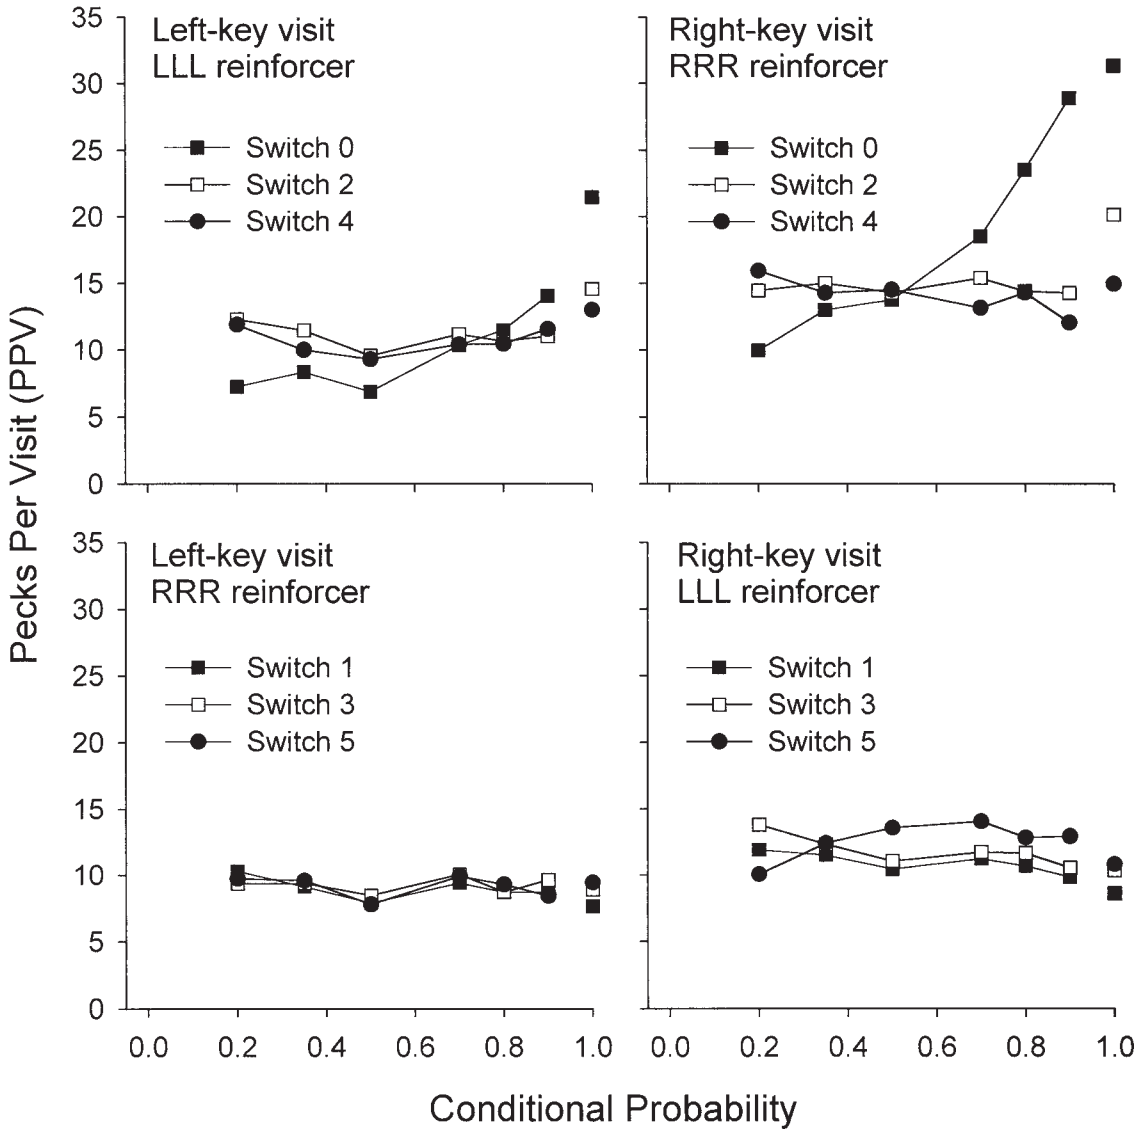 Pecks Per Visit (PPV)
35
30
25
20
15
10
5
0
Left-key visit
LLL reinforcer
Switch 0
Switch 2
Switch 4
Right-key visit
RRR reinforcer
Switch 0
Switch 2
Switch 4
35
30
25
20
15
10
5
0
Left-key visit
RRR reinforcer
Switch 1
Switch 3
Switch 5
Right-key visit
LLL reinforcer
Switch 1
Switch 3
Switch 5
0.0 0.2 0.4 0.6 0.8 1.0
0.0 0.2 0.4 0.6 0.8 1.0
Conditional Probability